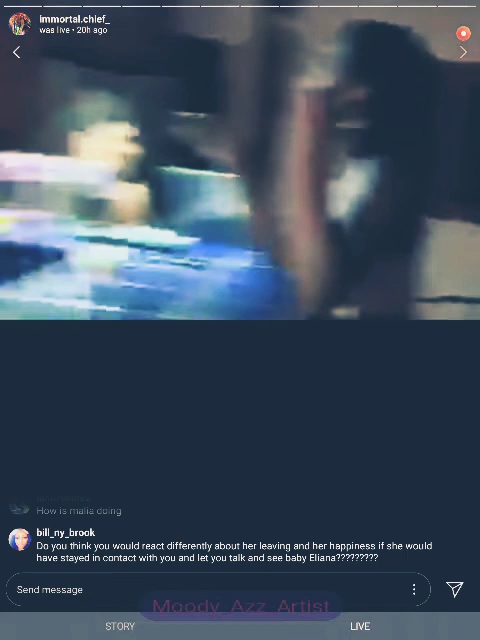 immortal.chief_
was live • 20h ago
How is malia doing
bill_ny_brook
Do you think you would react differently about her leaving and her happiness if she would
have stayed in contact with you and let you talk and see baby Eliana?????????
Send message
Moody_Azz_Artist
STORY
LIVE